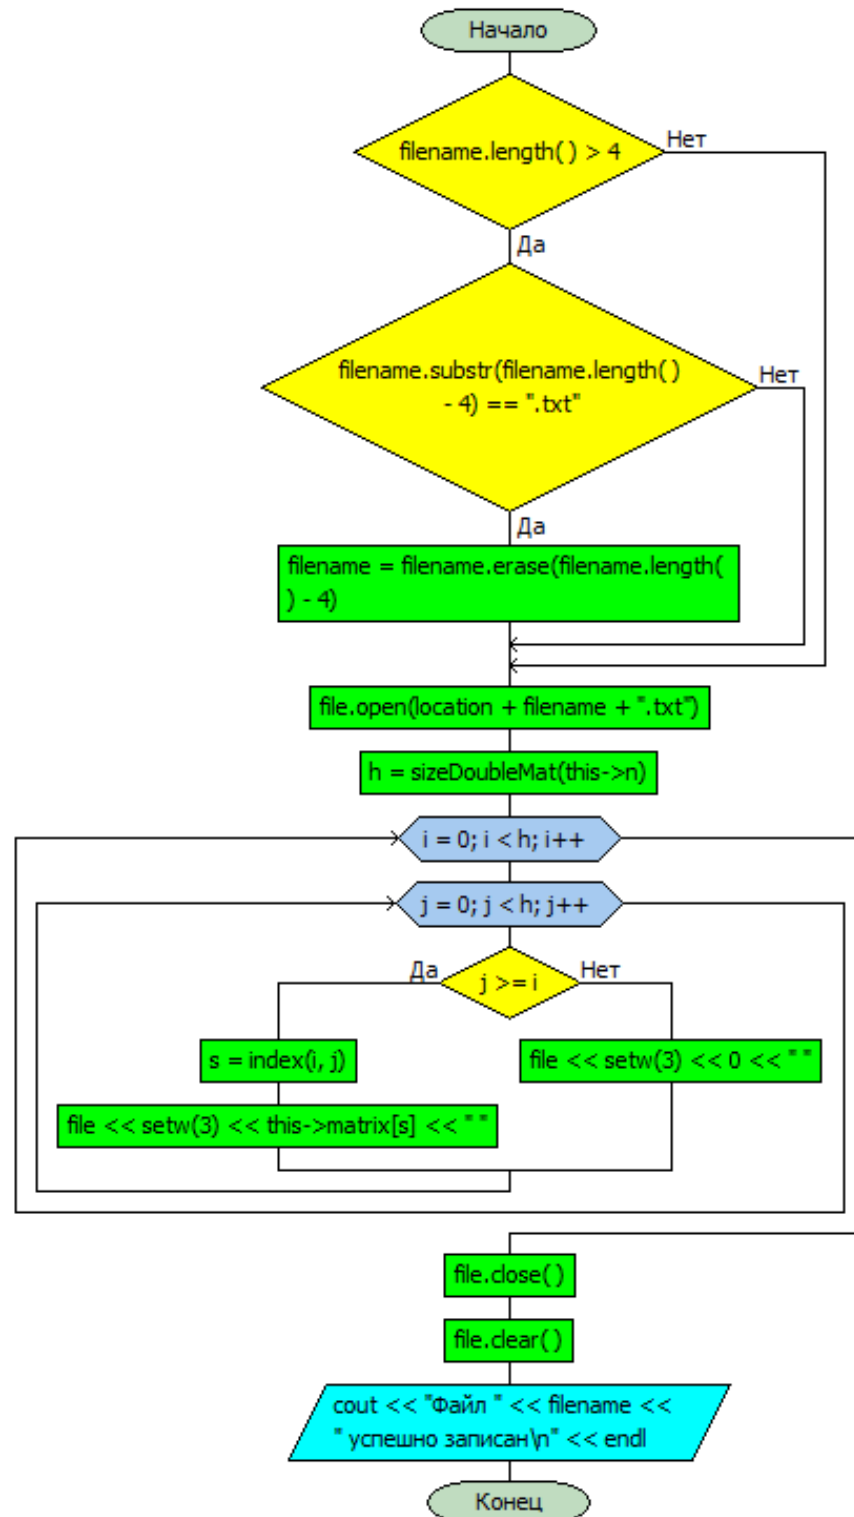 Начало
filename.length( ) > 4
Нет
Да
filename.substr(filename.length( )
- 4) == ".txt"
Нет
Да
filename = filename.erase(filename.length(
) - 4)
file.open(location + filename + ".txt")
h = sizeDoubleMat(this->n)
i = 0; i < h; i++
j = 0; j < h; j++
Да
j >= i
Нет
s = index(i, j)
file << setw(3) << 0 << " "
file << setw(3) << this->matrix[s] << " "
file.close( )
file.clear( )
cout << "Файл " << filename <<
" успешно записан\n" << endl
Конец